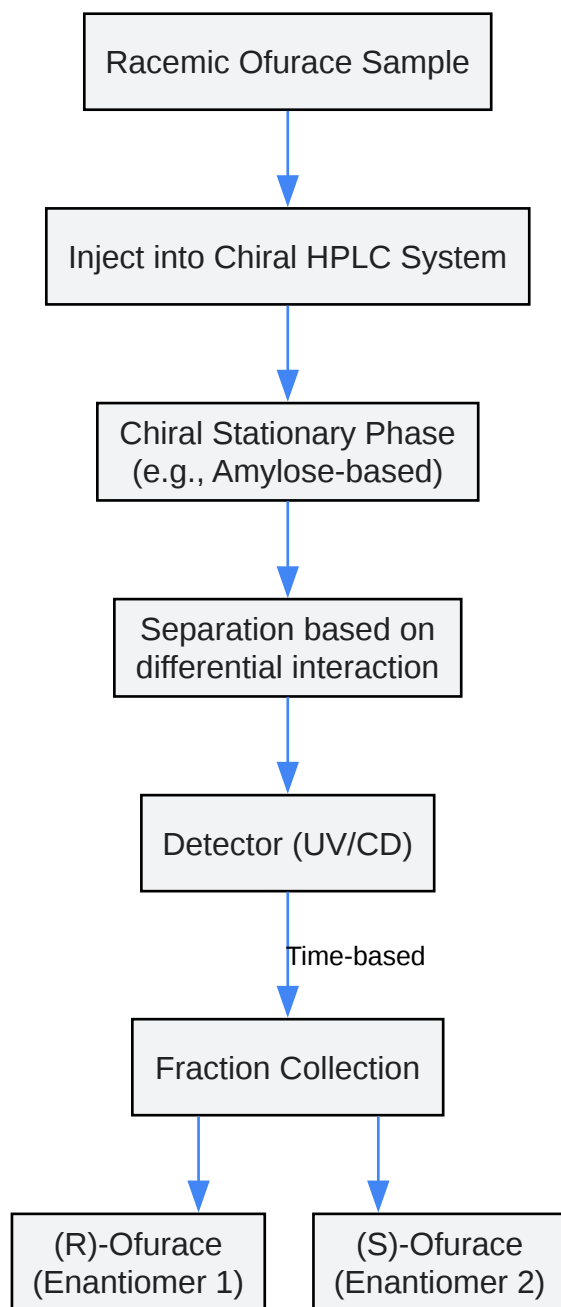 Racemic Ofurace Sample
Inject into Chiral HPLC System
Chiral Stationary Phase
(e.g., Amylose-based)
Separation based on
differential interaction
Detector (UV/CD)
Time-based
Fraction Collection
(R)-Ofurace
(Enantiomer 1)
(S)-Ofurace
(Enantiomer 2)